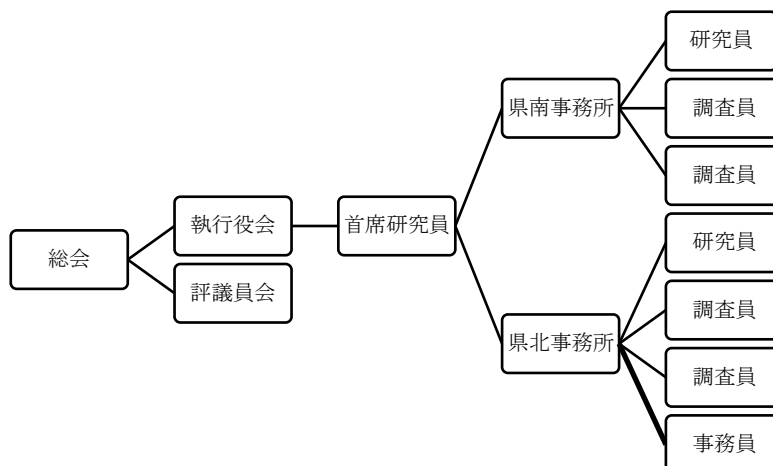 総会
執行役会
評議員会
首席研究員
県南事務所
県北事務所
研究員
調査員
調査員
研究員
調査員
調査員
事務員